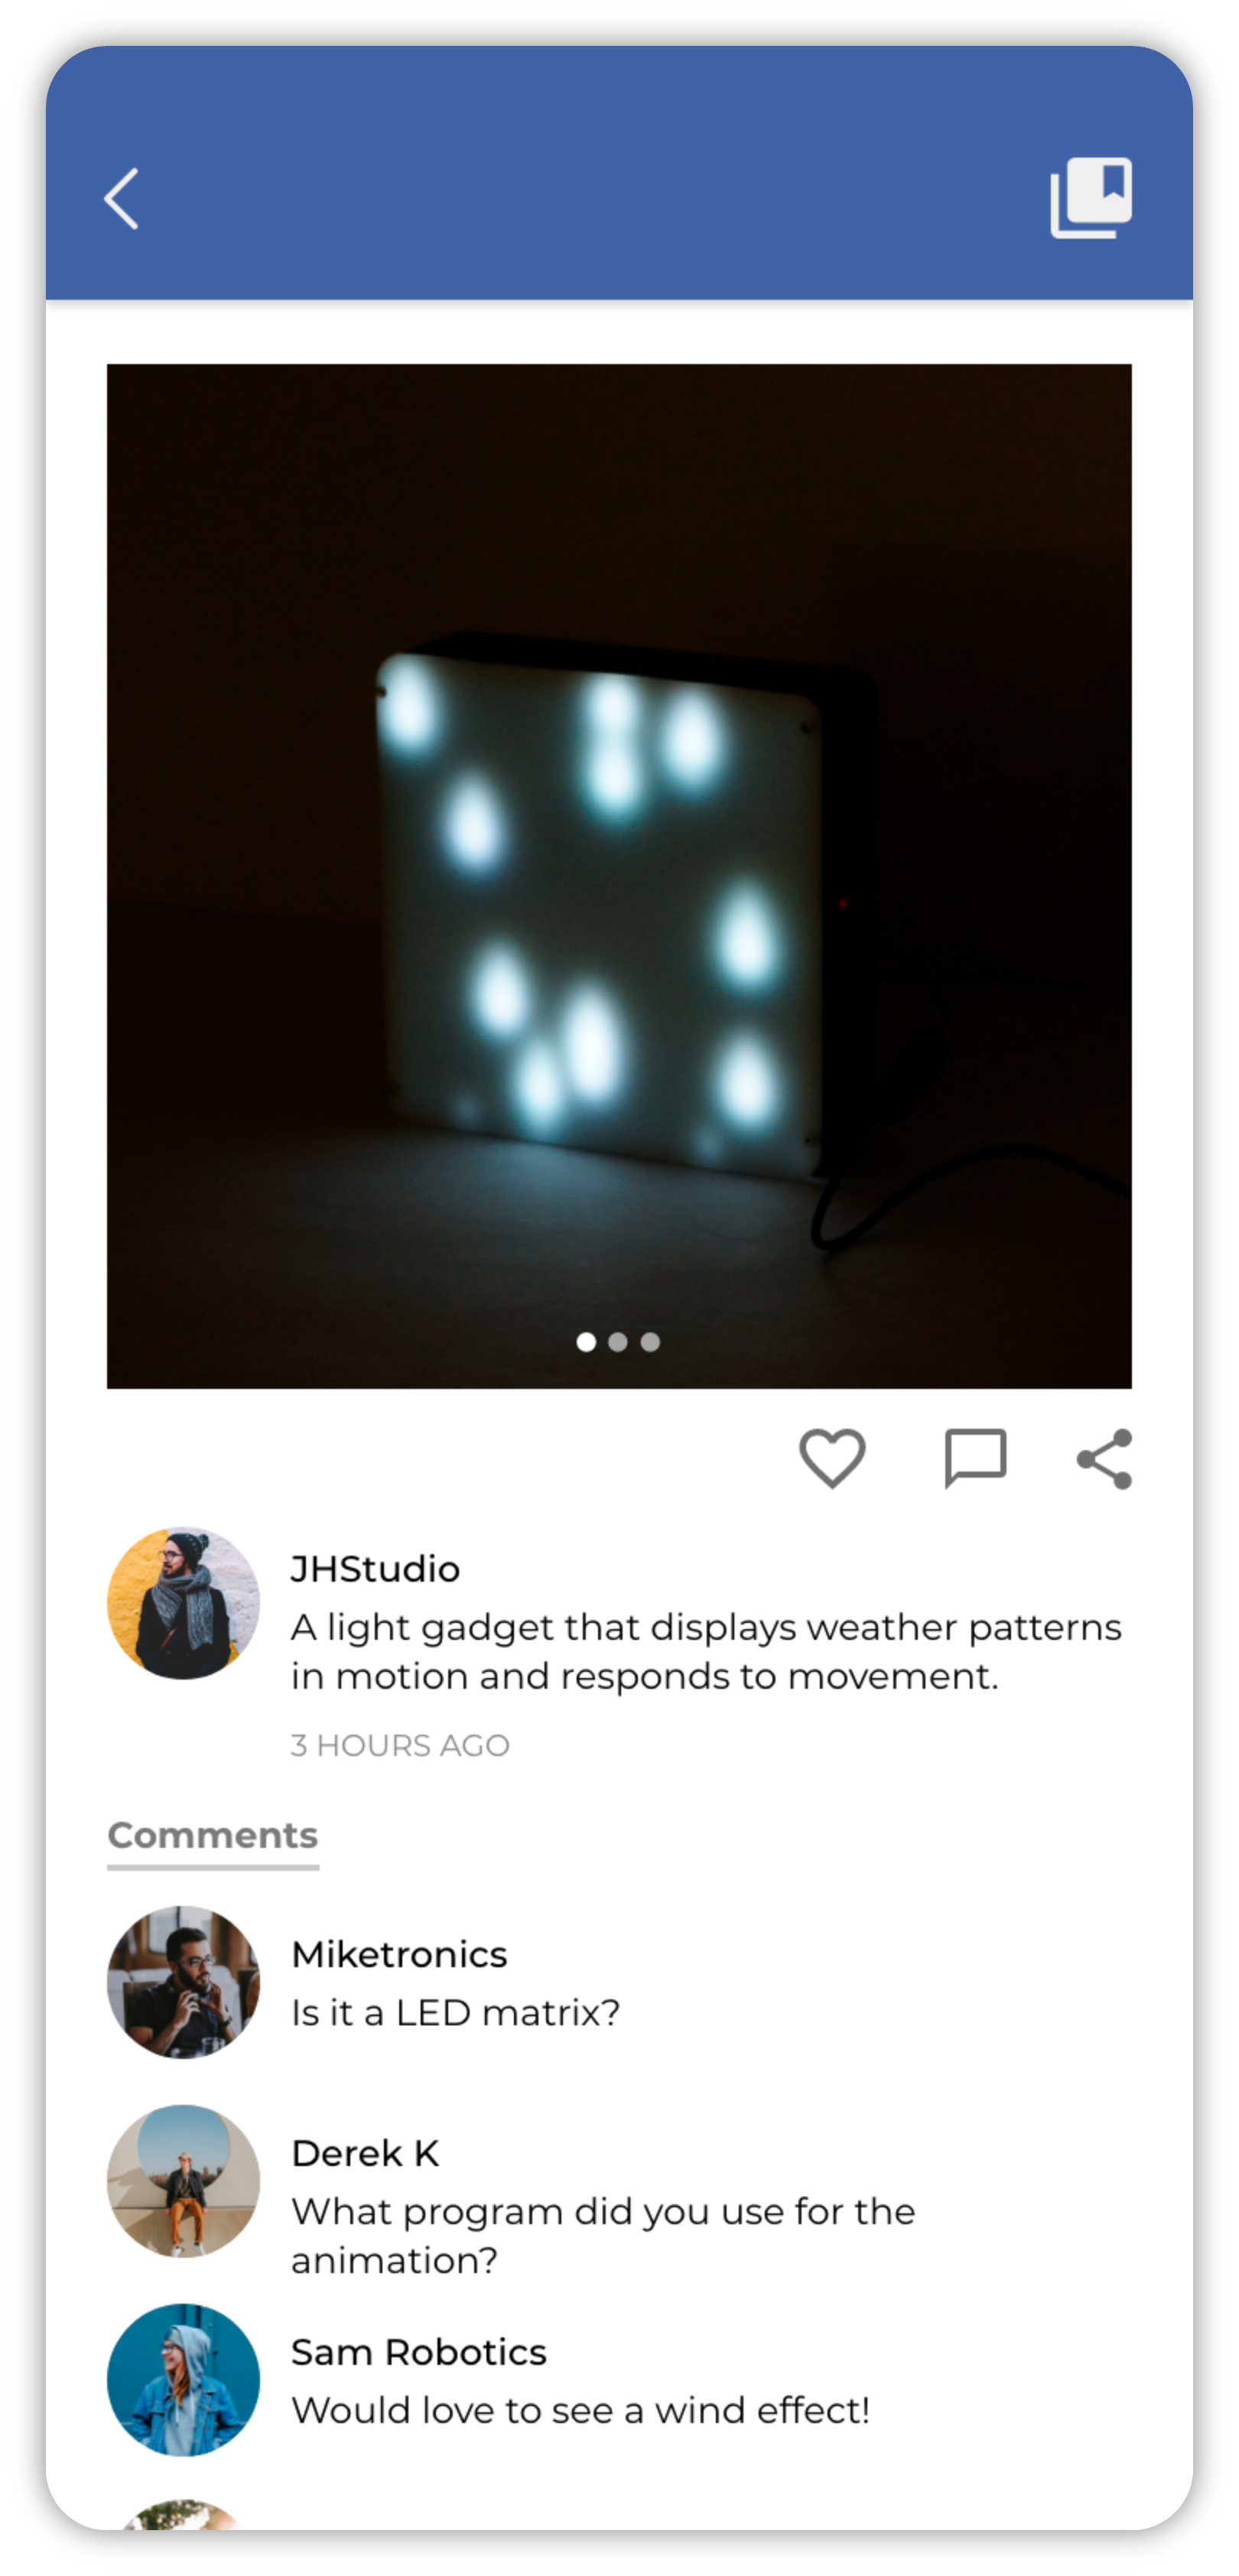 JHStudio
A light gadget that displays weather patterns
in motion and responds to movement.
3 HOURS AGO
Comments
Miketronics
Is it a LED matrix?
Derek K
What program did you use for the
animation?
Sam Robotics
Would love to see a wind effect!